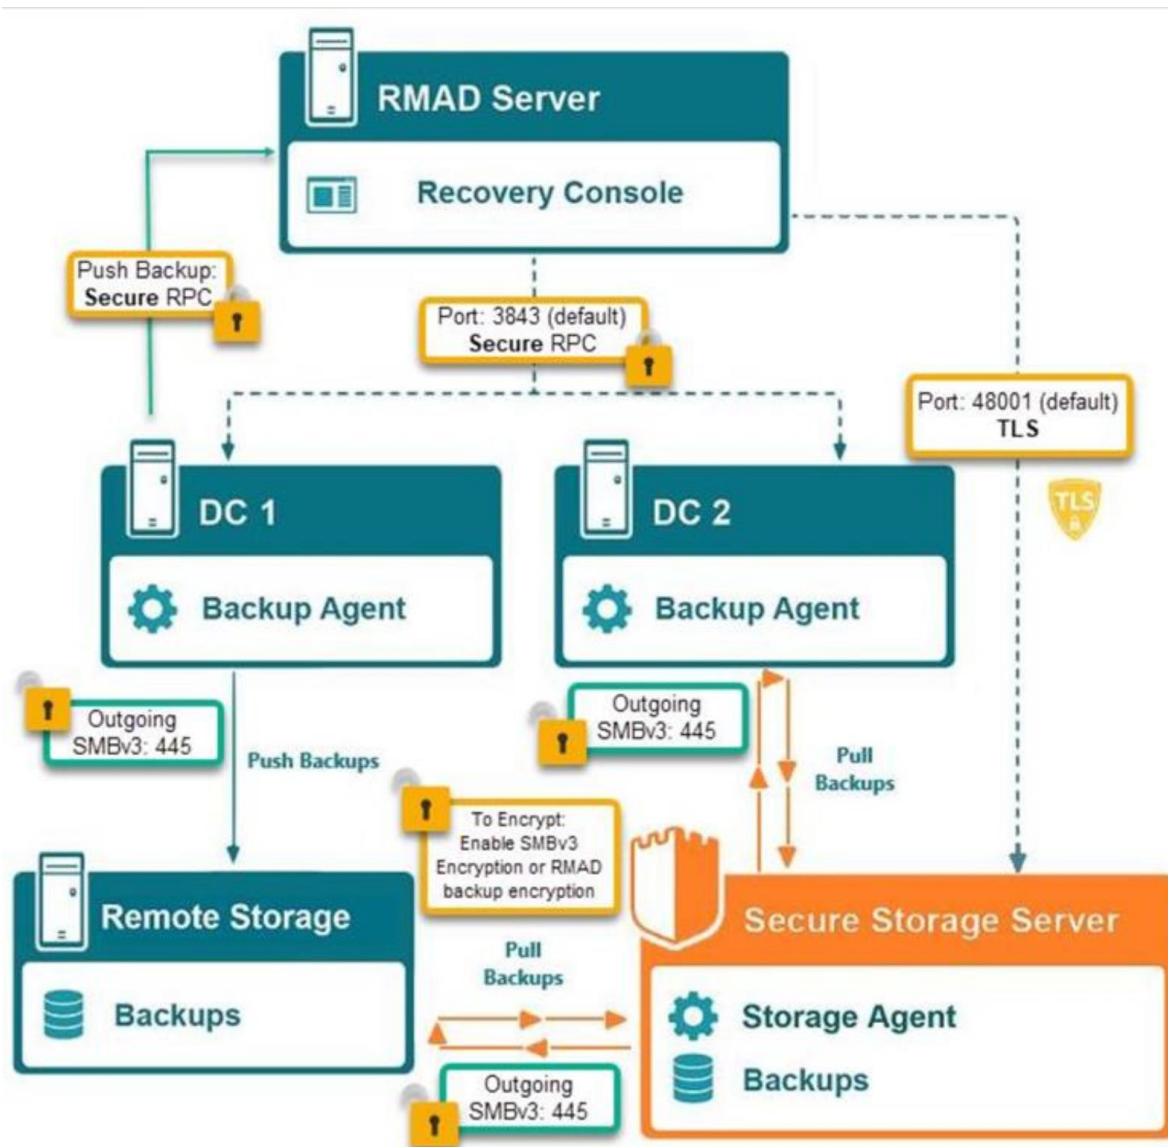 RMAD Server
Recovery Console
Push Backup:
Secure RPC
Port: 3843 (default)
Secure RPC
Port: 48001 (default)
TLS
TLS
DC 1
Backup Agent
DC 2
Backup Agent
Outgoing
SMBv3: 445
Push Backups
Outgoing
SMBv3: 445
Pull
Backups
To Encrypt:
Enable SMBv3
Encryption or RMAD
backup encryption
Remote Storage
Backups
Pull
Backups
Outgoing
SMBv3: 445
Secure Storage Server
Storage Agent
Backups